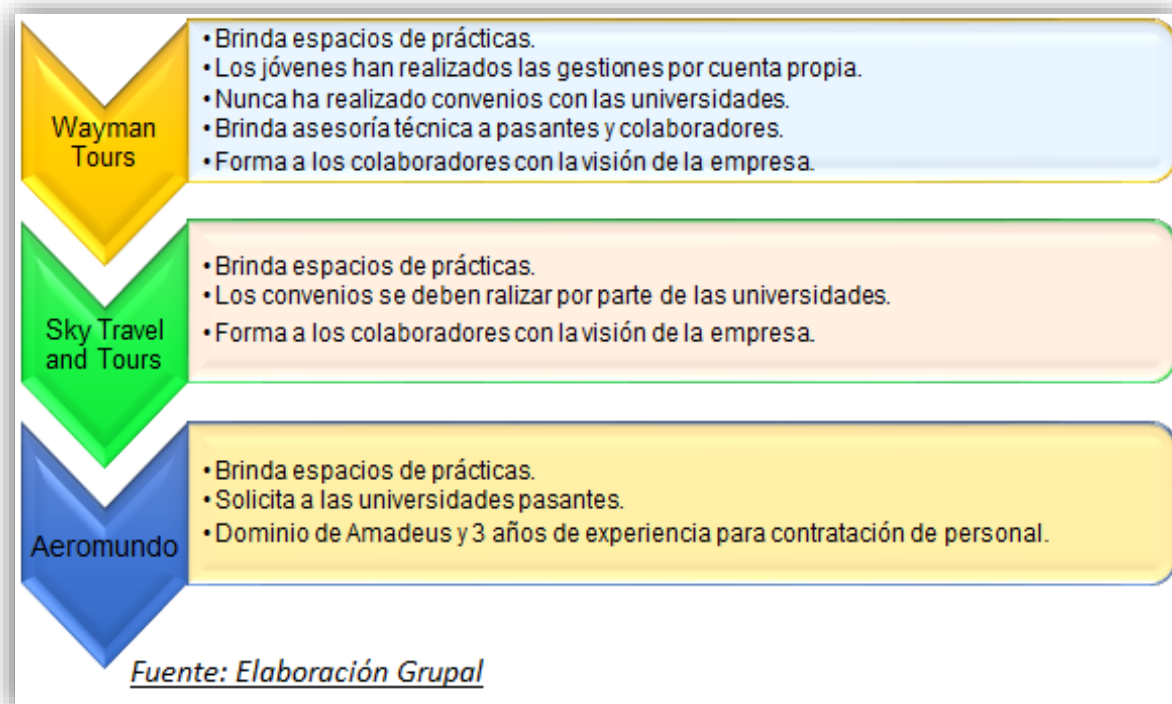 Wayman
Tours
• Brinda espacios de prácticas.
• Los jóvenes han realizados las gestiones por cuenta propia.
• Nunca ha realizado convenios con las universidades.
• Brinda asesoría técnica a pasantes y colaboradores.
• Forma a los colaboradores con la visión de la empresa.
Sky Travel
and Tours
• Brinda espacios de prácticas.
• Los convenios se deben ralizar por parte de las universidades.
• Forma a los colaboradores con la visión de la empresa.
Aeromundo
• Brinda espacios de prácticas.
• Solicita a las universidades pasantes.
• Dominio de Amadeus y 3 años de experiencia para contratación de personal.
Fuente: Elaboración Grupal